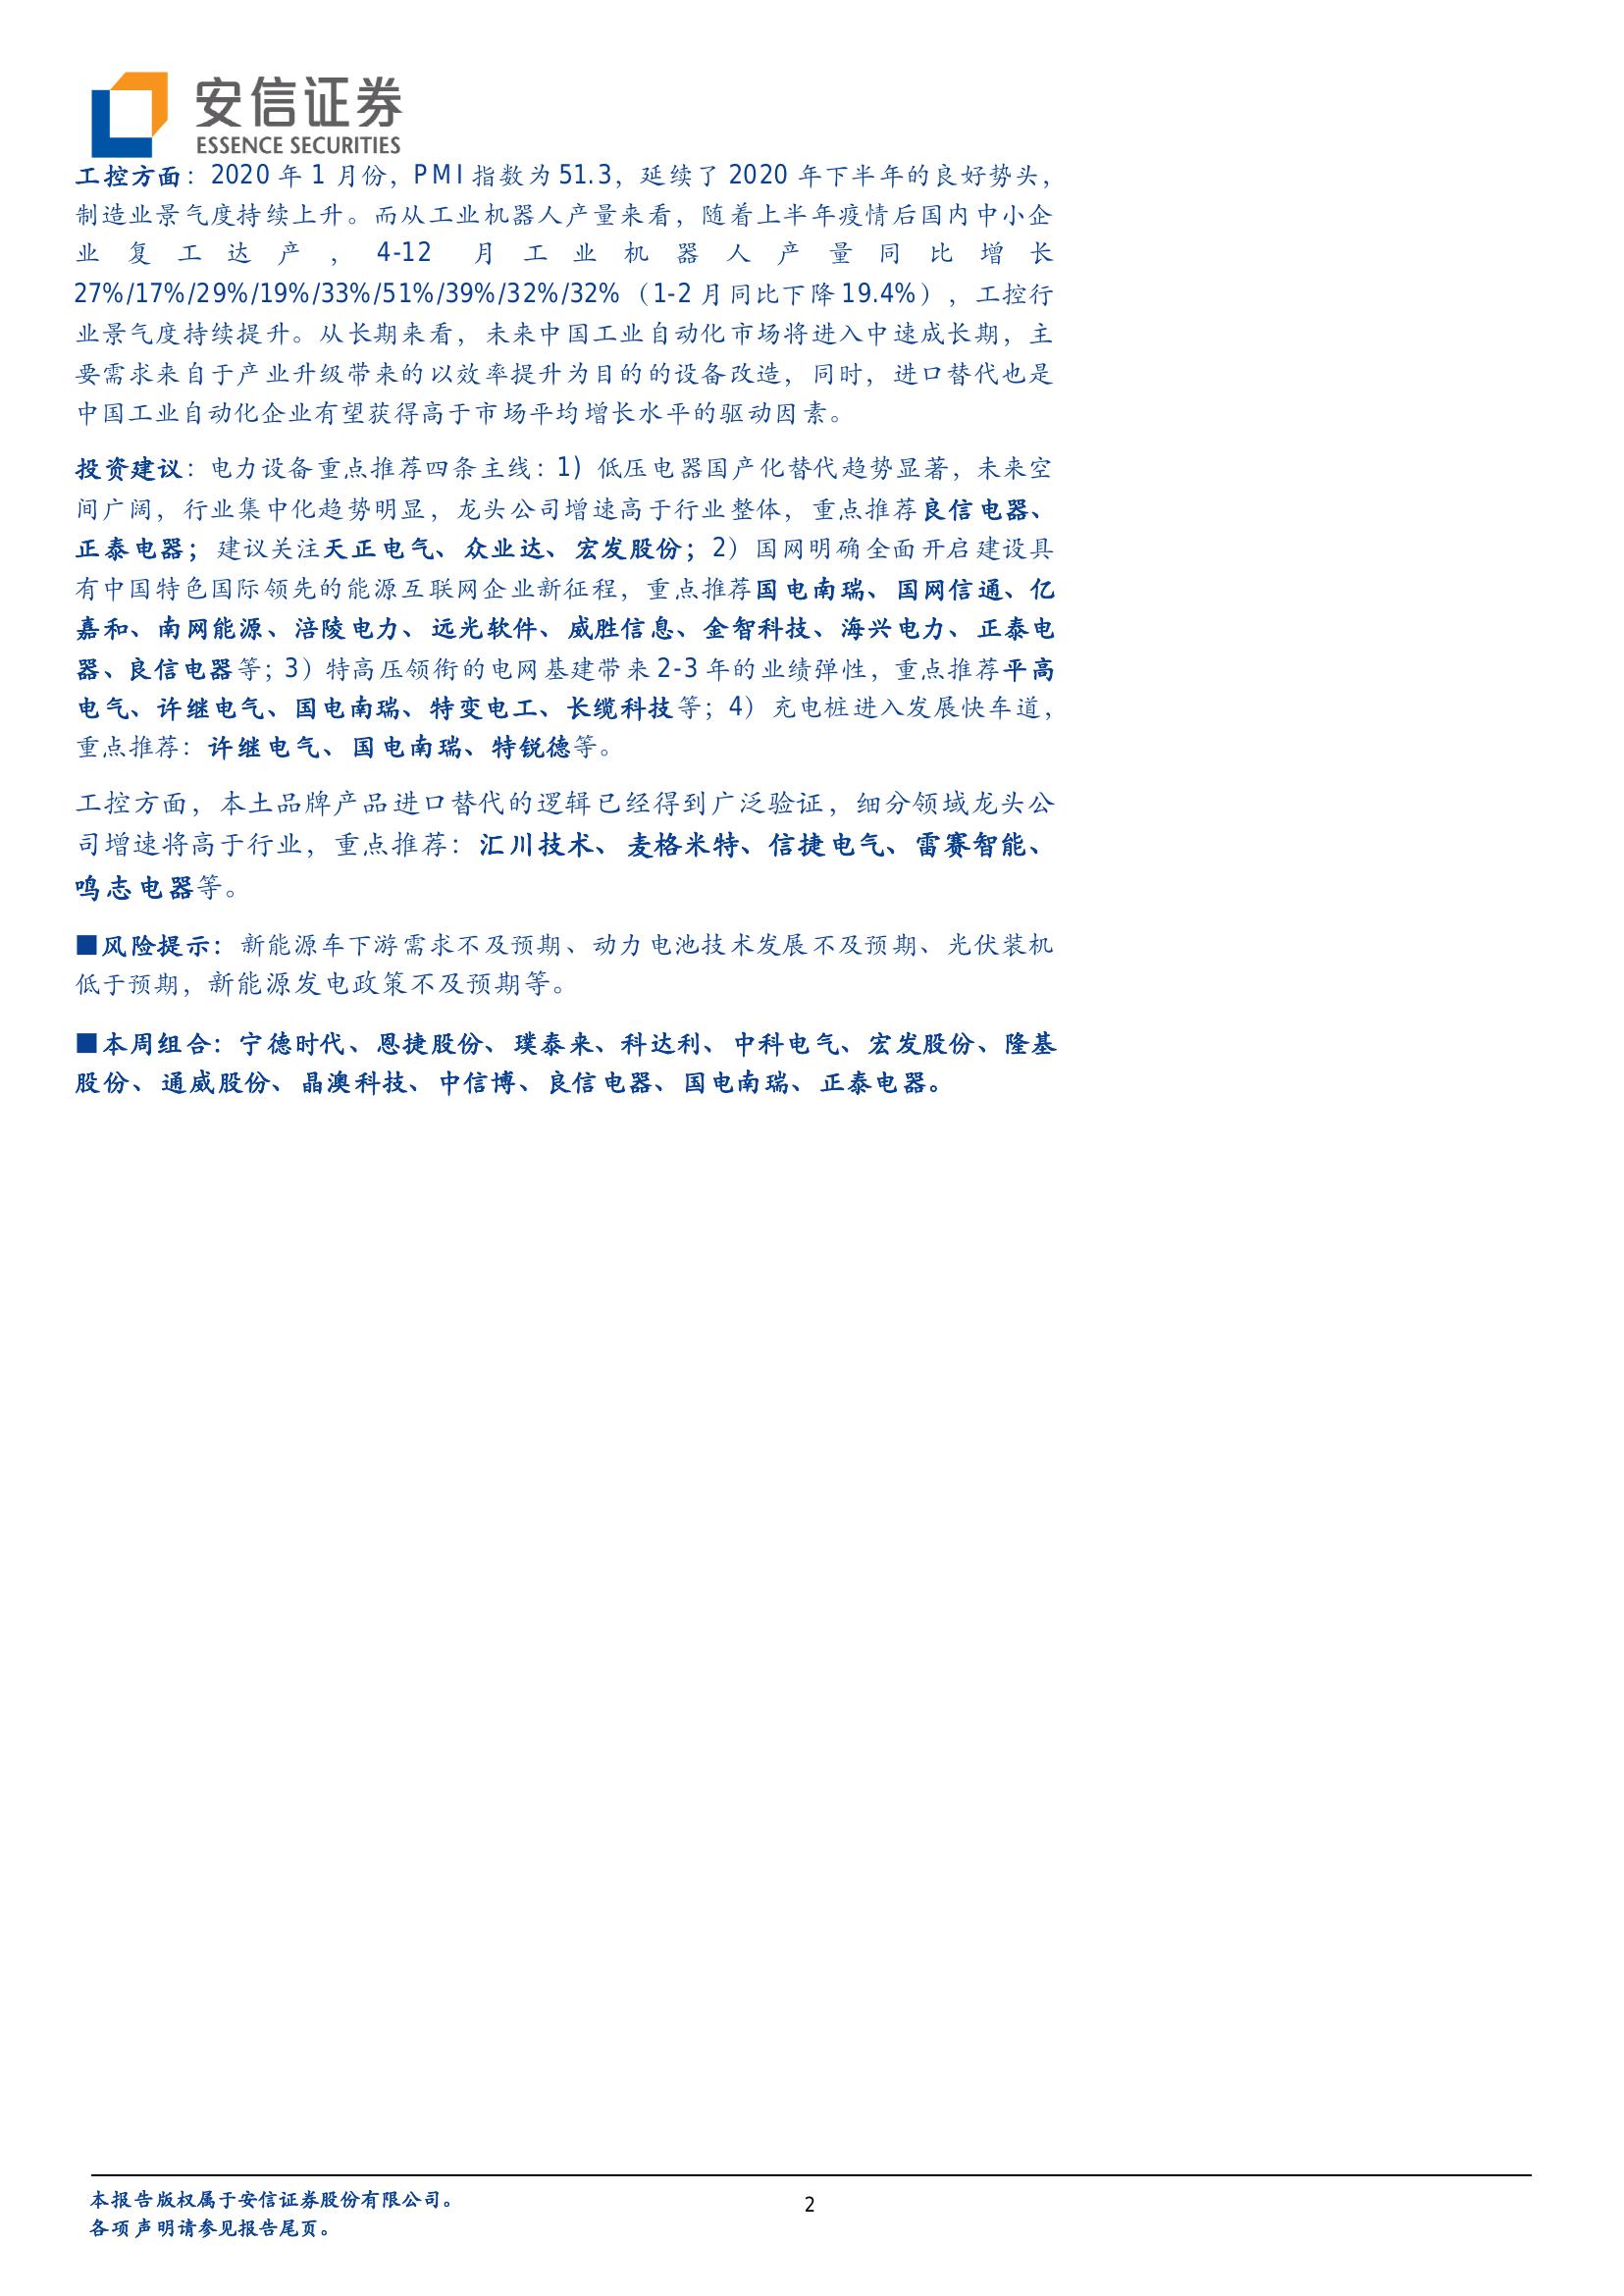 安信证券
ESSENCE SECURITIES
工控方面：2020 年 1 月份，PMI 指数为 51.3，延续了 2020 年下半年的良好势头，
制造业景气度持续上升。而从工业机器人产量来看，随着上半年疫情后国内中小企
业复工达产，4-12 月工业机器人产量同比增长
27%/17%/29%/19%/33%/51%/39%/32%/32%（1-2 月同比下降 19.4%），工控行
业景气度持续提升。从长期来看，未来中国工业自动化市场将进入中速成长期，主
要需求来自于产业升级带来的以效率提升为目的的设备改造，同时，进口替代也是
中国工业自动化企业有望获得高于市场平均增长水平的驱动因素。
投资建议：电力设备重点推荐四条主线：1）低压电器国产化替代趋势显著，未来空
间广阔，行业集中化趋势明显，龙头公司增速高于行业整体，重点推荐良信电器、
正泰电器；建议关注天正电气、众业达、宏发股份；2）国网明确全面开启建设具
有中国特色国际领先的能源互联网企业新征程，重点推荐国电南瑞、国网信通、亿
嘉和、南网能源、涪陵电力、远光软件、威胜信息、金智科技、海兴电力、正泰电
器、良信电器等；3）特高压领衔的电网基建带来 2-3 年的业绩弹性，重点推荐平高
电气、许继电气、国电南瑞、特变电工、长缆科技等；4）充电桩进入发展快车道，
重点推荐：许继电气、国电南瑞、特锐德等。
工控方面，本土品牌产品进口替代的逻辑已经得到广泛验证，细分领域龙头公
司增速将高于行业，重点推荐：汇川技术、麦格米特、信捷电气、雷赛智能、
鸣志电器等。
■风险提示：新能源车下游需求不及预期、动力电池技术发展不及预期、光伏装机
低于预期，新能源发电政策不及预期等。
■本周组合：宁德时代、恩捷股份、璞泰来、科达利、中科电气、宏发股份、隆基
股份、通威股份、晶澳科技、中信博、良信电器、国电南瑞、正泰电器。
本报告版权属于安信证券股份有限公司。
2
各项声明请参见报告尾页。